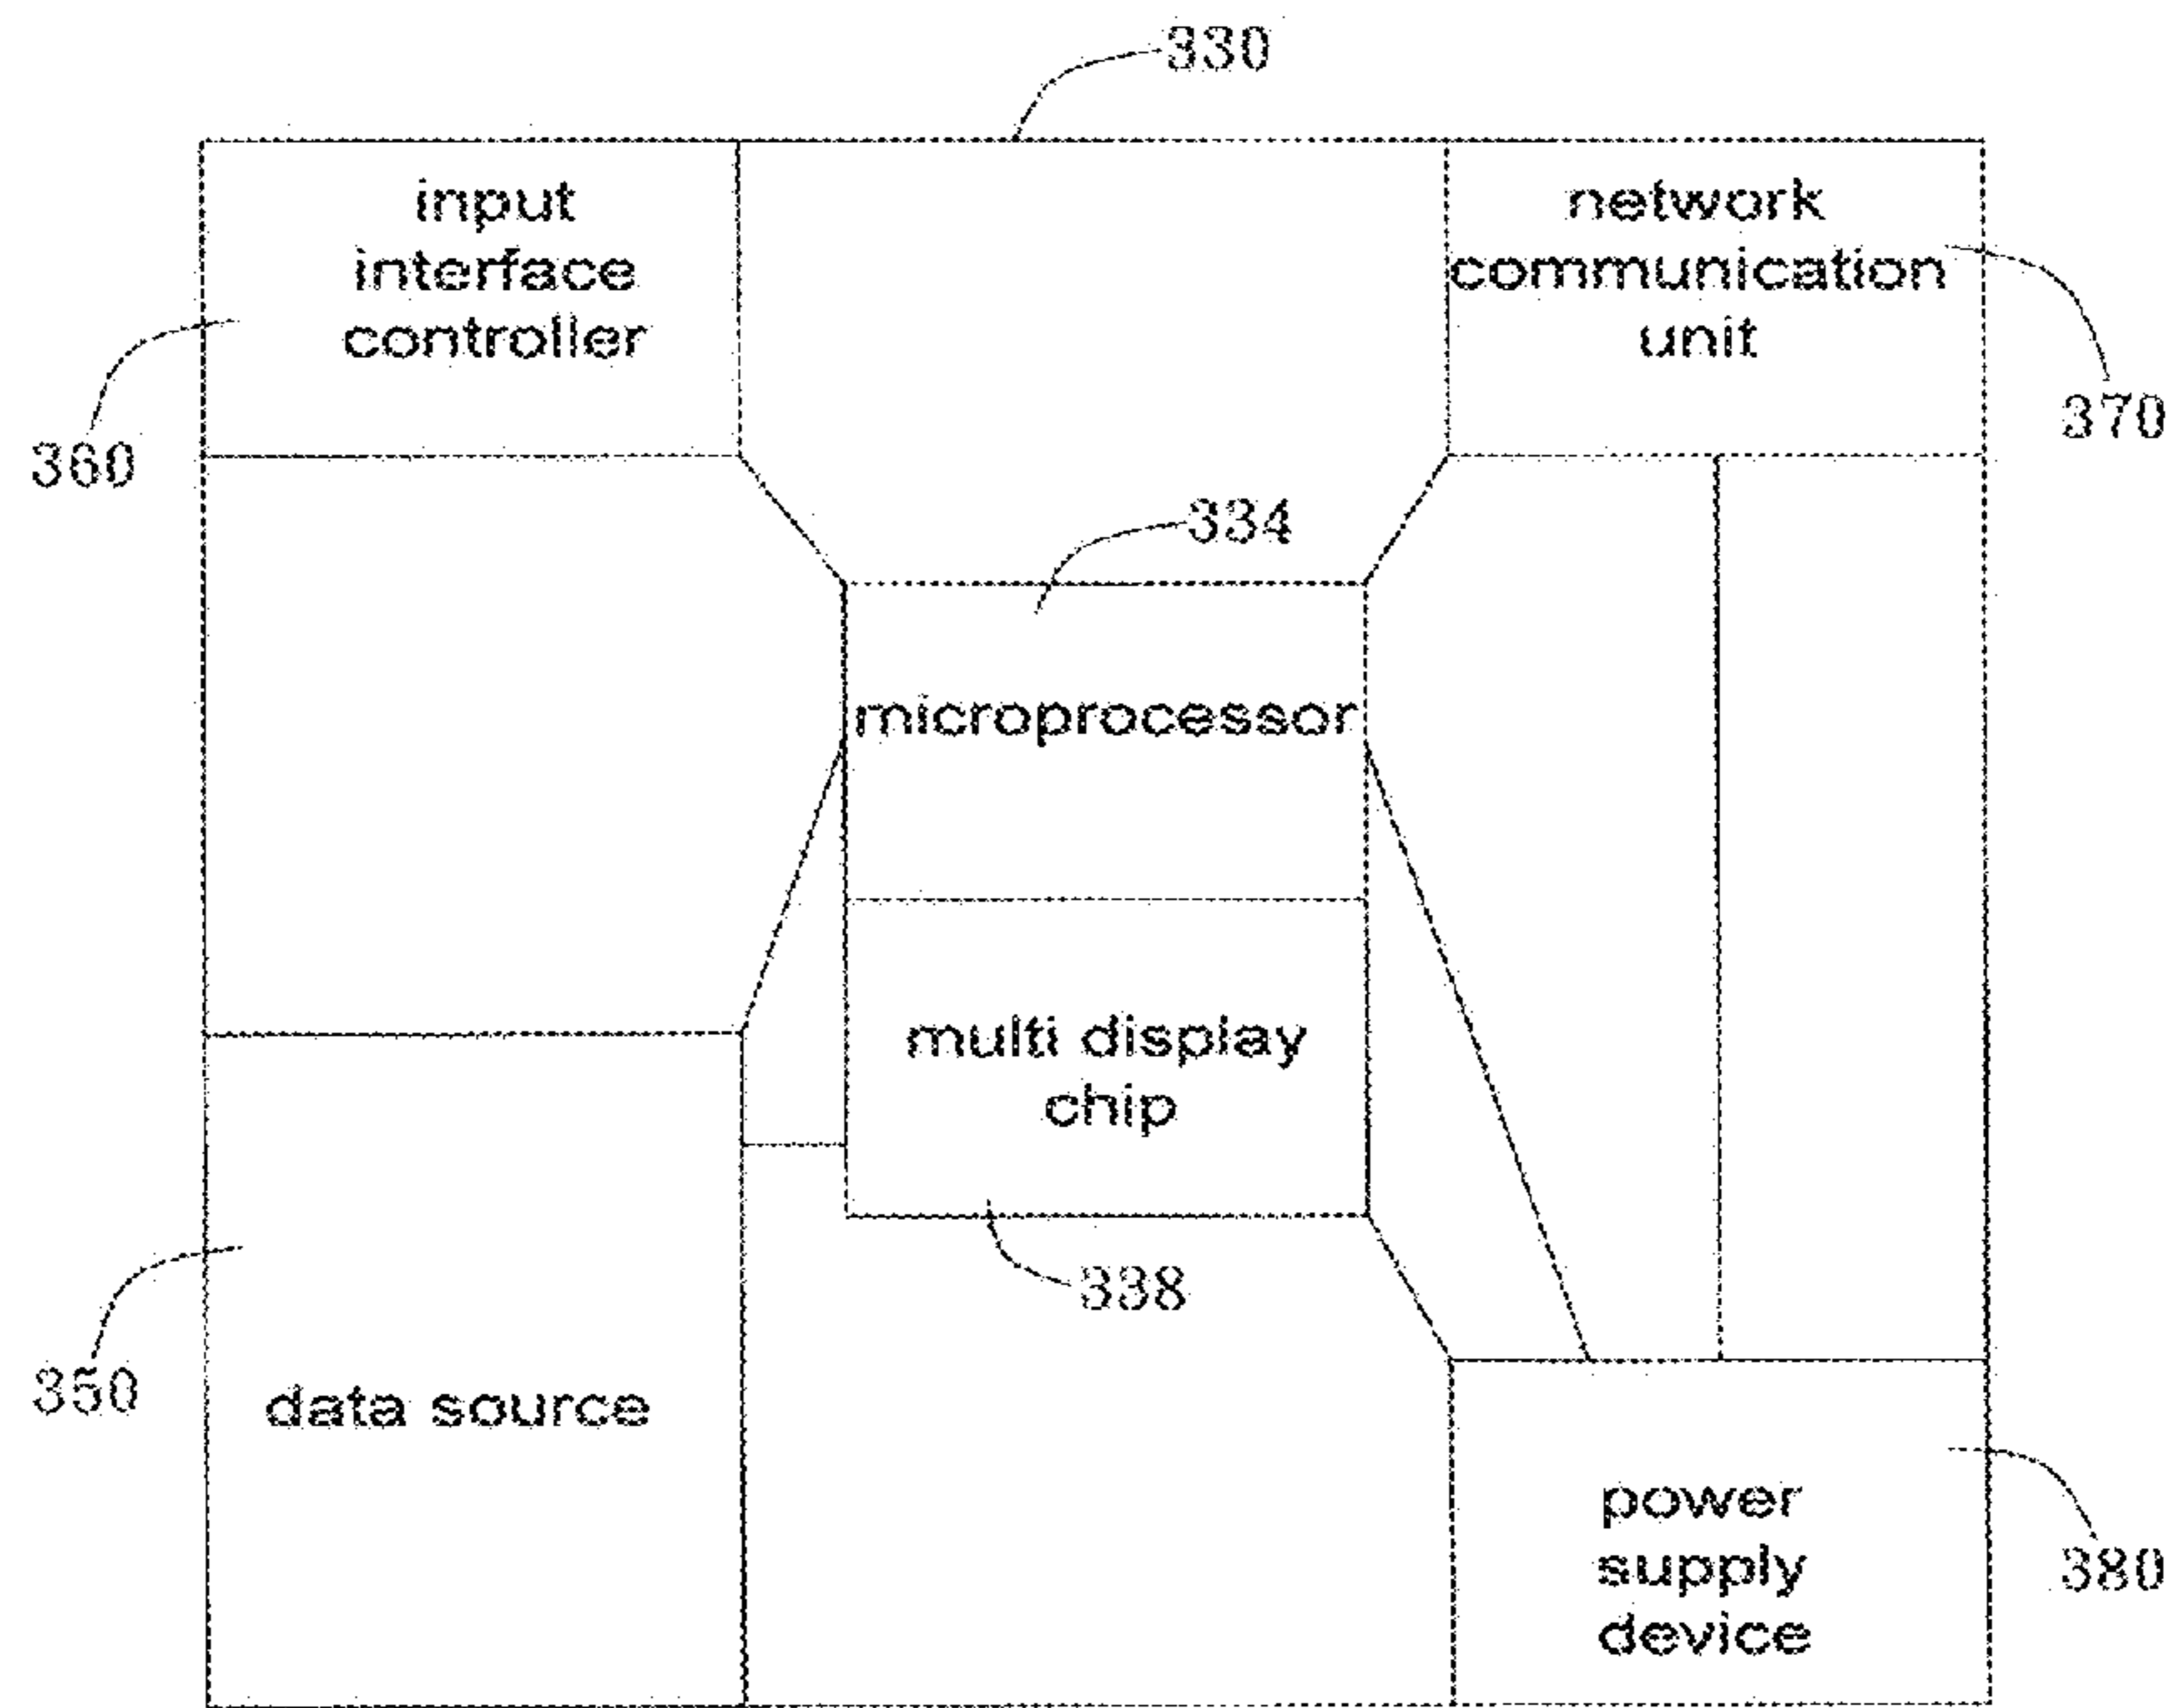 330
input
interface
controller
network
communication
unit
360
370
334
microprocessor
multi display
chip
338
350
data source
power
supply
device
380